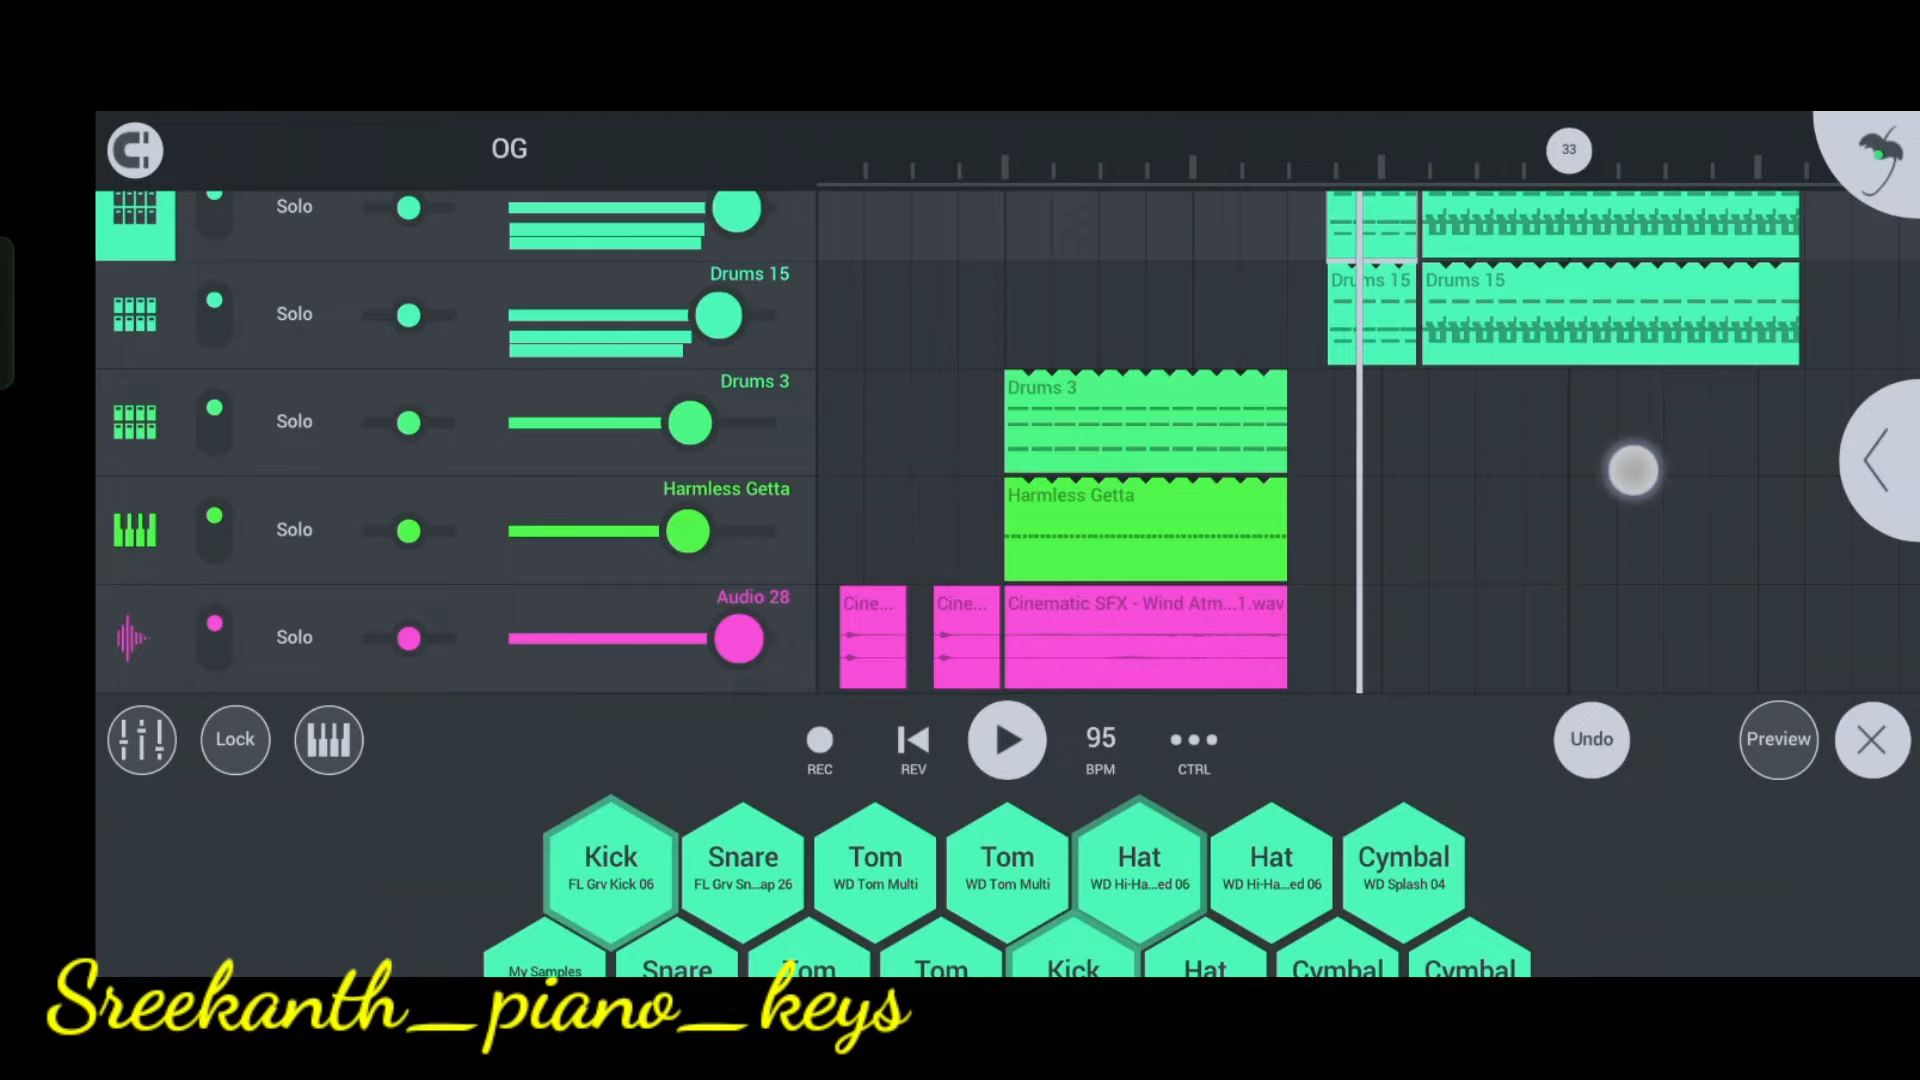 OG
33
Solo
Drums 15
Solo
Drums 15
Drums 15
Drums 3
Solo
Drums 3
Harmless Getta
Solo
Harmless Getta
Audio 28
Solo
Cine...
Cine...
Cinematic SFX - Wind Atm...1.wav
Lock
REC
REV
95
BPM
CTRL
Undo
Preview
Kick
FL Grv Kick 06
Snare
FL Grv Sn...ap 26
Tom
WD Tom Multi
Tom
WD Tom Multi
Hat
WD Hi-Ha...ed 06
Hat
WD Hi-Ha...ed 06
Cymbal
WD Splash 04
My Samples
Snare
Tom
Tom
Kick
Hat
Cymbal
Cymbal
Sreekanth_piano_keys